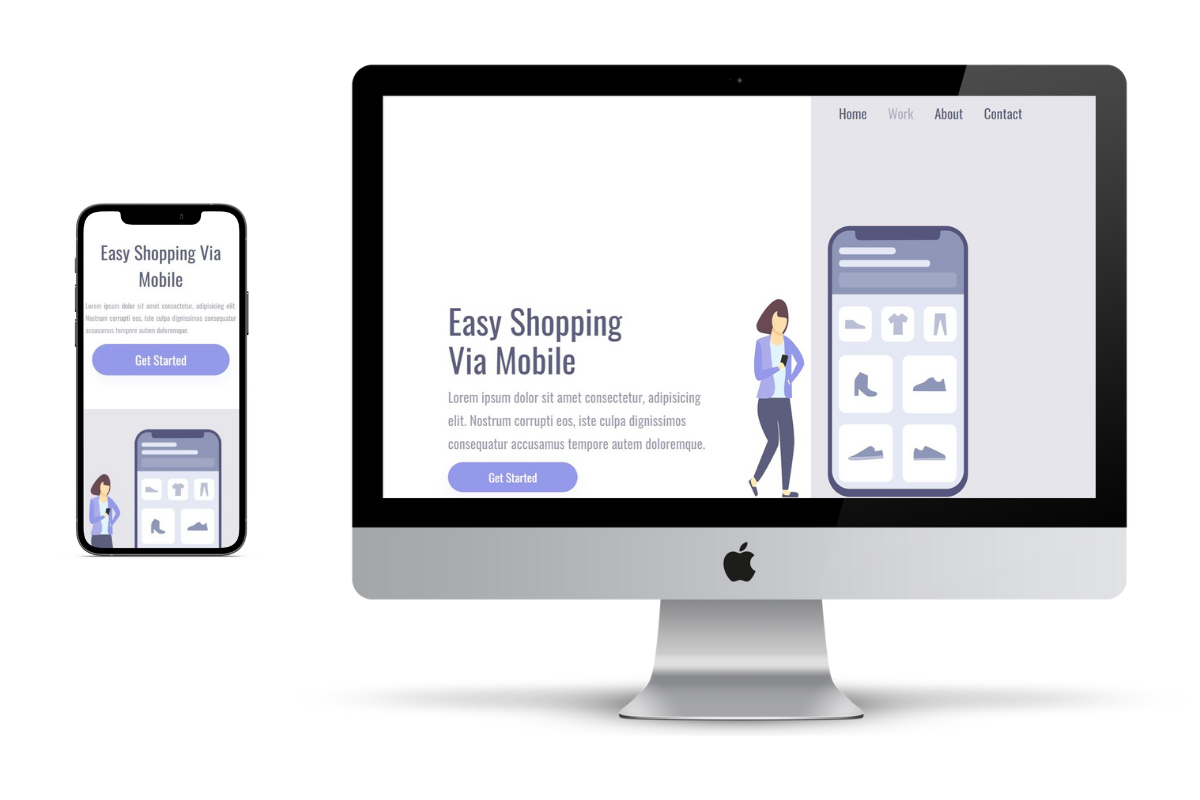 Easy Shopping Via
Mobile
Lorem ipsum dolor sit amet consectetur, adipisicing elit.
Nostrum corrupti eos, iste culpa dignissimos consequatur
accusamus tempore autem doloremque.
Get Started
Home Work About Contact
Easy Shopping
Via Mobile
Lorem ipsum dolor sit amet consectetur, adipisicing
elit. Nostrum corrupti eos, iste culpa dignissimos
consequatur accusamus tempore autem doloremque.
Get Started